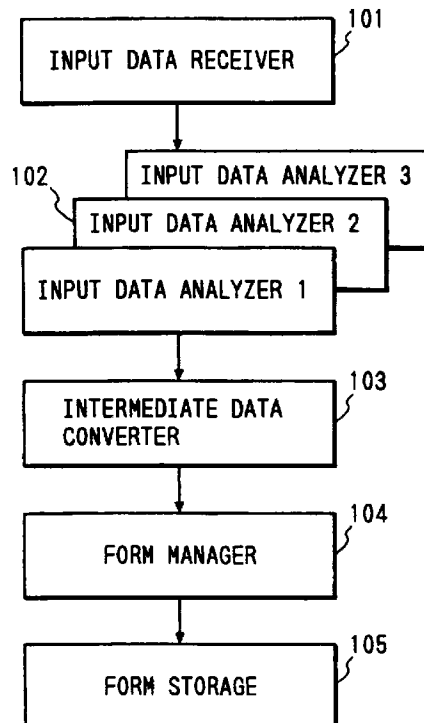 101
INPUT DATA RECEIVER
102
INPUT DATA ANALYZER 3
INPUT DATA ANALYZER 2
INPUT DATA ANALYZER 1
103
INTERMEDIATE DATA
CONVERTER
104
FORM MANAGER
105
FORM STORAGE